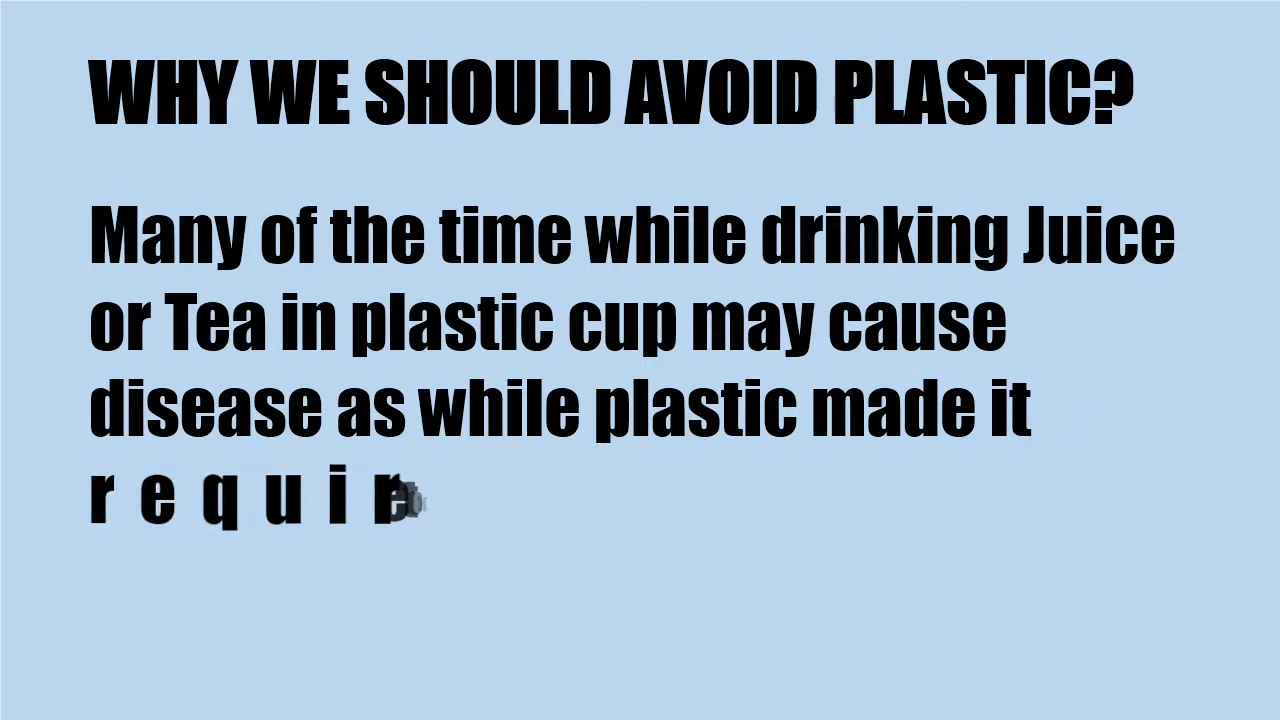 WHY WE SHOULD AVOID PLASTIC?
Many of the time while drinking Juice
or Tea in plastic cup may cause
disease as while plastic made it